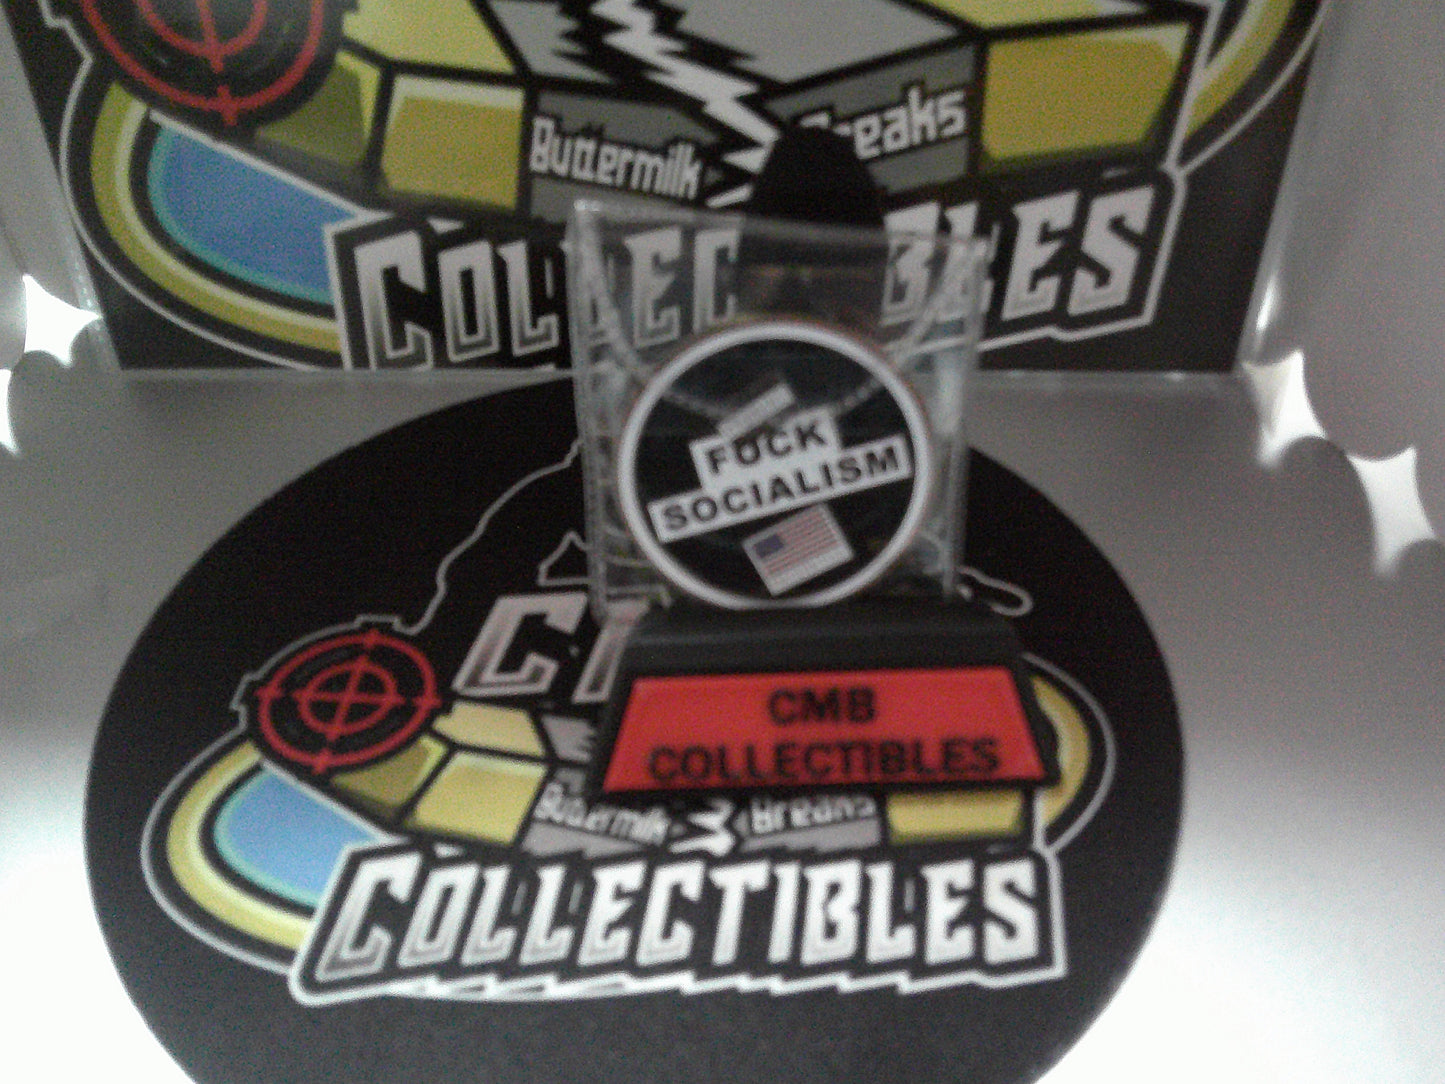 Buttermilk Breaks
COLLECTIBLES
FUCK
SOCIALISM
CMB
COLLECTIBLES
Buttermilk Breaks
COLLECTIBLES